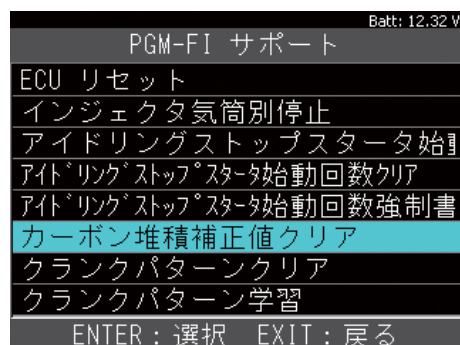 Batt: 12.32 V
PGM-FI サポート
ECU リセット
インジェクタ気筒別停止
アイドリングストップスタータ始動
ｱｲﾄﾞﾘﾝｸﾞｽﾄｯﾌﾟｽﾀｰﾀ始動回数ｸﾘｱ
ｱｲﾄﾞﾘﾝｸﾞｽﾄｯﾌﾟｽﾀｰﾀ始動回数強制書
カーボン堆積補正値クリア
クランクパターンクリア
クランクパターン学習
ENTER：選択　EXIT：戻る